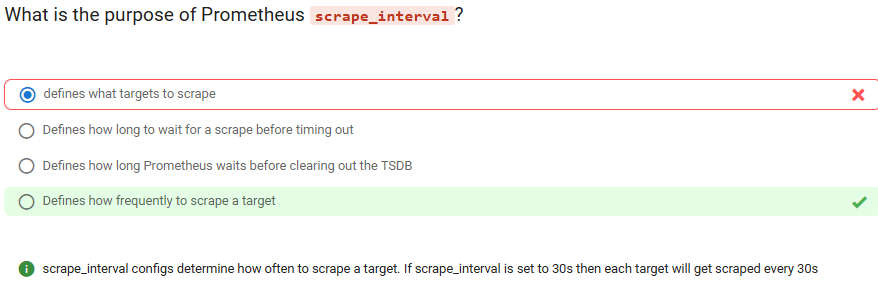 What is the purpose of Prometheus scrape_interval?
defines what targets to scrape
Defines how long to wait for a scrape before timing out
Defines how long Prometheus waits before clearing out the TSDB
Defines how frequently to scrape a target
scrape_interval configs determine how often to scrape a target. If scrape_interval is set to 30s then each target will get scraped every 30s